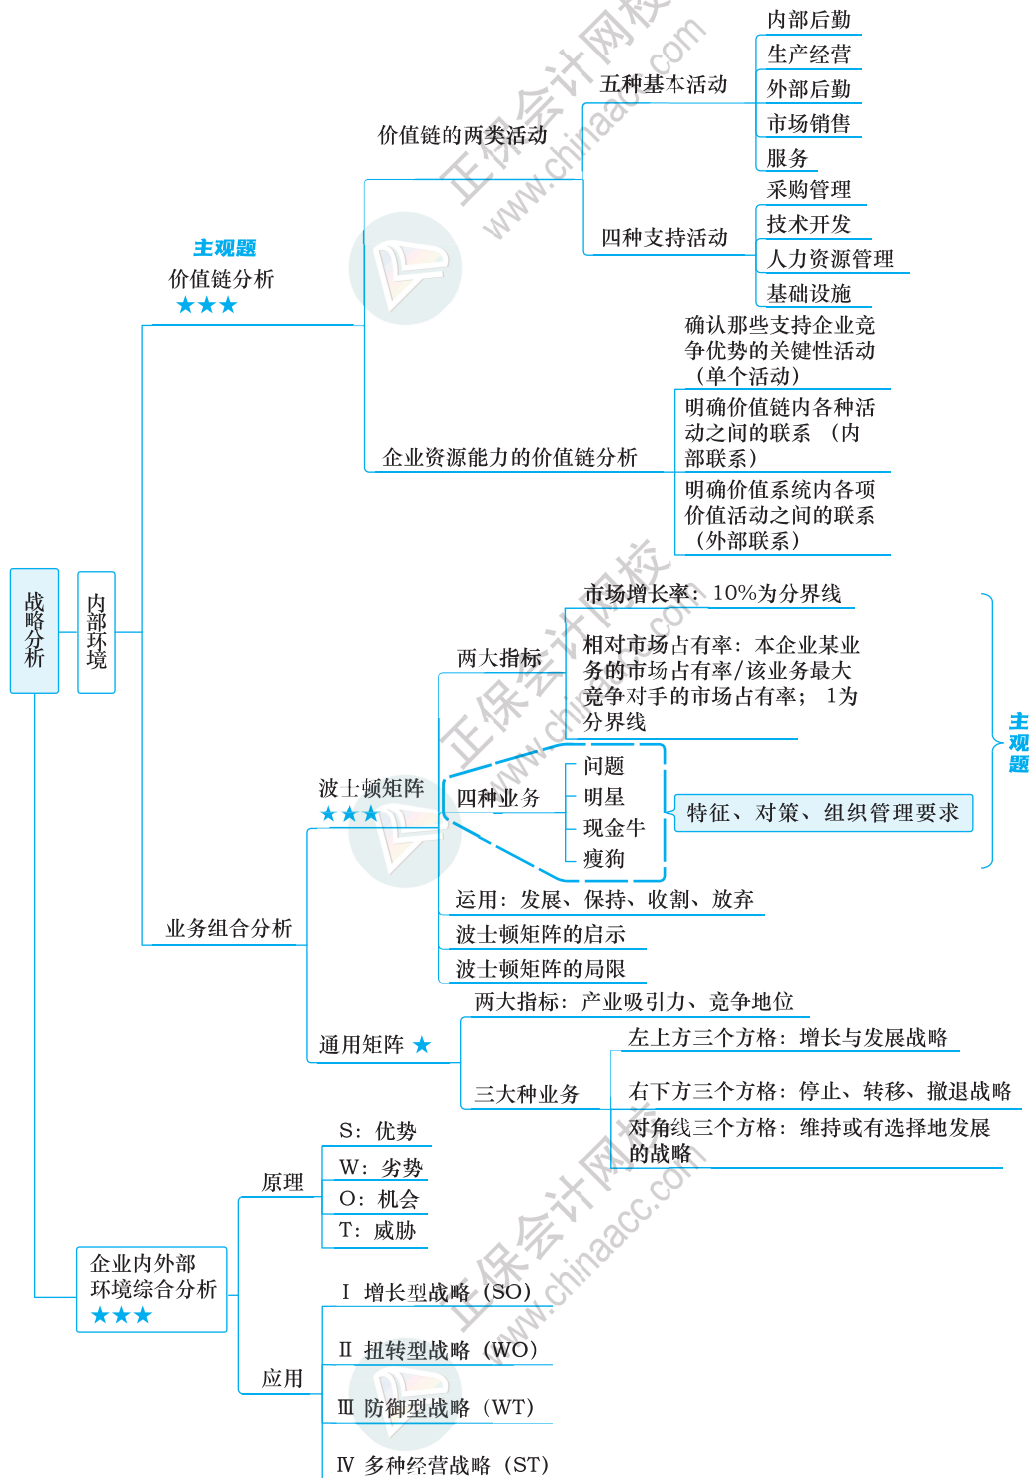 内部后勤
生产经营
五种基本活动
外部后勤
市场销售
价值链的两类活动
服务
采购管理
技术开发
四种支持活动
人力资源管理
基础设施
主观题
价值链分析
★★★
确认那些支持企业竞
争优势的关键性活动
（单个活动）
明确价值链内各种活
动之间的联系 （内
部联系）
企业资源能力的价值链分析
明确价值系统内各项
价值活动之间的联系
（外部联系）
战略分析
内部环境
市场增长率：10%为分界线
两大指标
相对市场占有率：本企业某业
务的市场占有率/该业务最大
竞争对手的市场占有率； 1为
分界线
主观题
波士顿矩阵
★★★
四种业务
问题
明星
现金牛
瘦狗
特征、对策、组织管理要求
运用：发展、保持、收割、放弃
波士顿矩阵的启示
波士顿矩阵的局限
业务组合分析
两大指标：产业吸引力、竞争地位
通用矩阵 ★
左上方三个方格：增长与发展战略
三大种业务
右下方三个方格：停止、转移、撤退战略
对角线三个方格：维持或有选择地发展
的战略
S：优势
W：劣势
原理
O：机会
T：威胁
企业内外部
环境综合分析
★★★
Ⅰ 增长型战略（SO）
Ⅱ 扭转型战略（WO）
应用
Ⅲ 防御型战略（WT）
Ⅳ 多种经营战略（ST）
正保会计网校
www.chinaacc.com
正保会计网校
www.chinaacc.com
正保会计网校
www.chinaacc.com